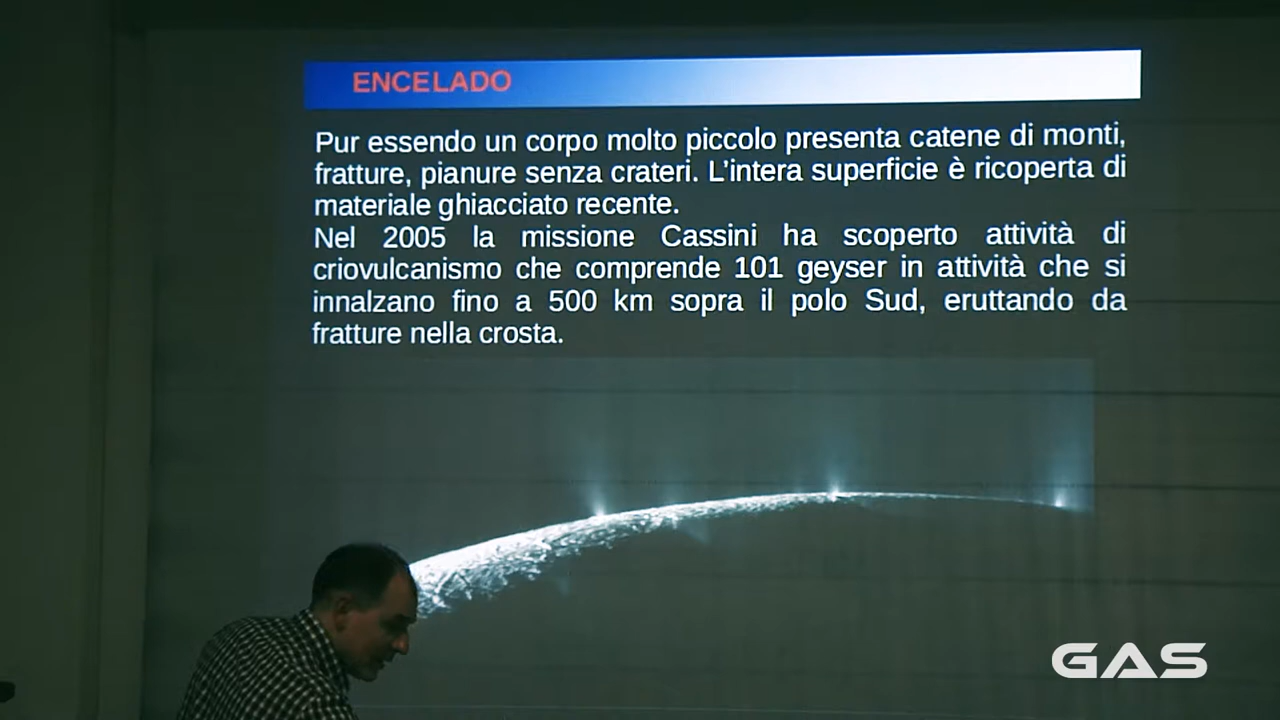 ENCELADO
Pur essendo un corpo molto piccolo presenta catene di monti,
fratture, pianure senza crateri. L'intera superficie è ricoperta di
materiale ghiacciato recente.
Nel 2005 la missione Cassini ha scoperto attività di
criovulcanismo che comprende 101 geyser in attività che si
innalzano fino a 500 km sopra il polo Sud, eruttando da
fratture nella crosta.
GAS